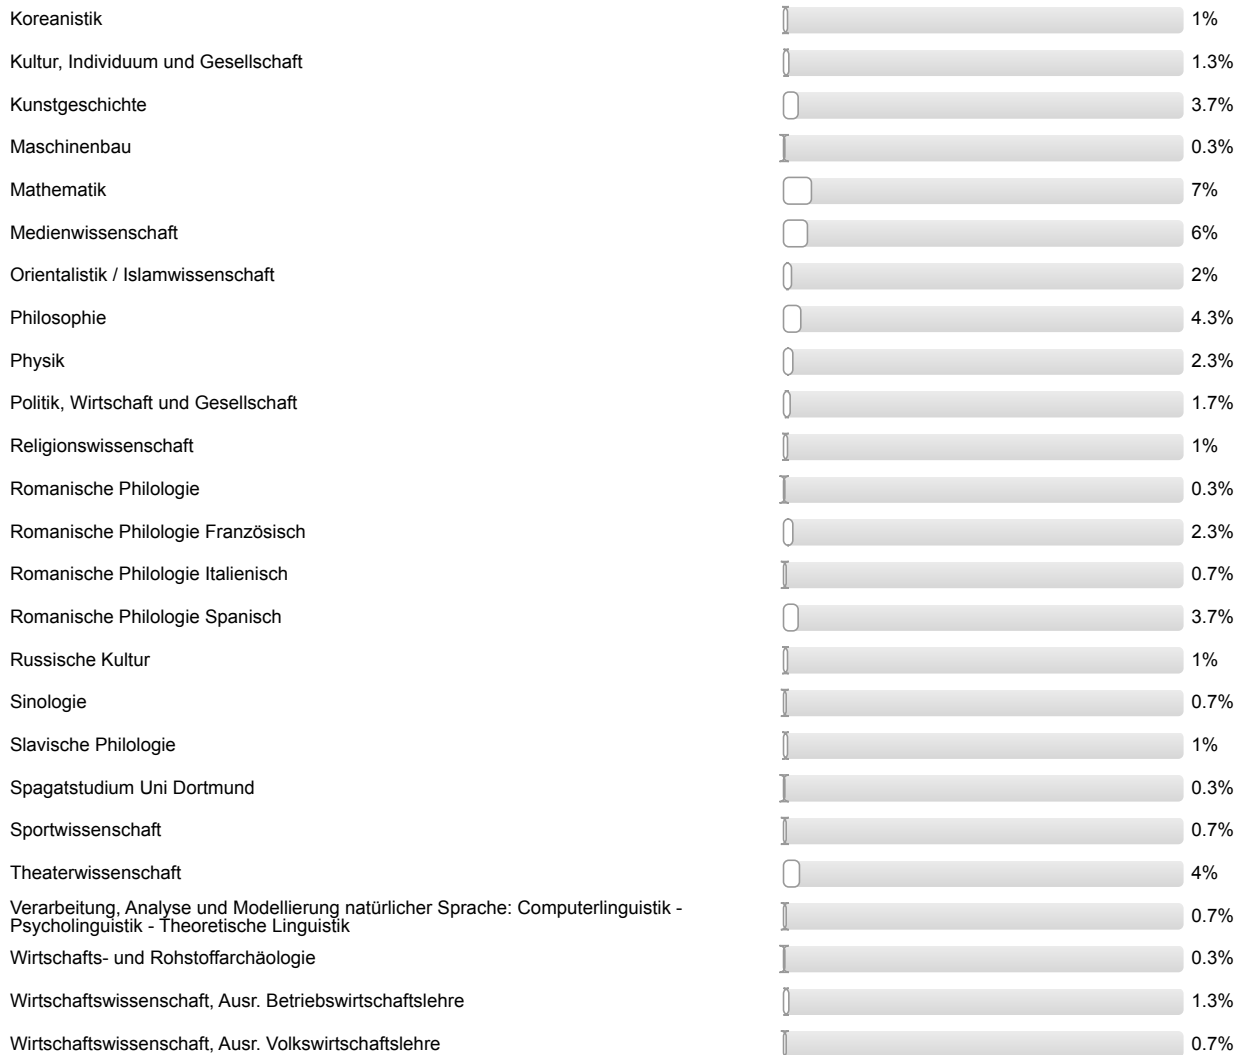 Koreanistik 1%
Kultur, Individuum und Gesellschaft 1.3%
Kunstgeschichte 3.7%
Maschinenbau 0.3%
Mathematik 7%
Medienwissenschaft 6%
Orientalistik / Islamwissenschaft 2%
Philosophie 4.3%
Physik 2.3%
Politik, Wirtschaft und Gesellschaft 1.7%
Religionswissenschaft 1%
Romanische Philologie 0.3%
Romanische Philologie Französisch 2.3%
Romanische Philologie Italienisch 0.7%
Romanische Philologie Spanisch 3.7%
Russische Kultur 1%
Sinologie 0.7%
Slavische Philologie 1%
Spagatstudium Uni Dortmund 0.3%
Sportwissenschaft 0.7%
Theaterwissenschaft 4%
Verarbeitung, Analyse und Modellierung natürlicher Sprache: Computerlinguistik -
Psycholinguistik - Theoretische Linguistik 0.7%
Wirtschafts- und Rohstoffarchäologie 0.3%
Wirtschaftswissenschaft, Ausr. Betriebswirtschaftslehre 1.3%
Wirtschaftswissenschaft, Ausr. Volkswirtschaftslehre 0.7%